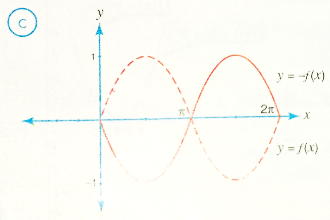 C
y
1
y = -f(x)
π
2π
x
y = f(x)
-1